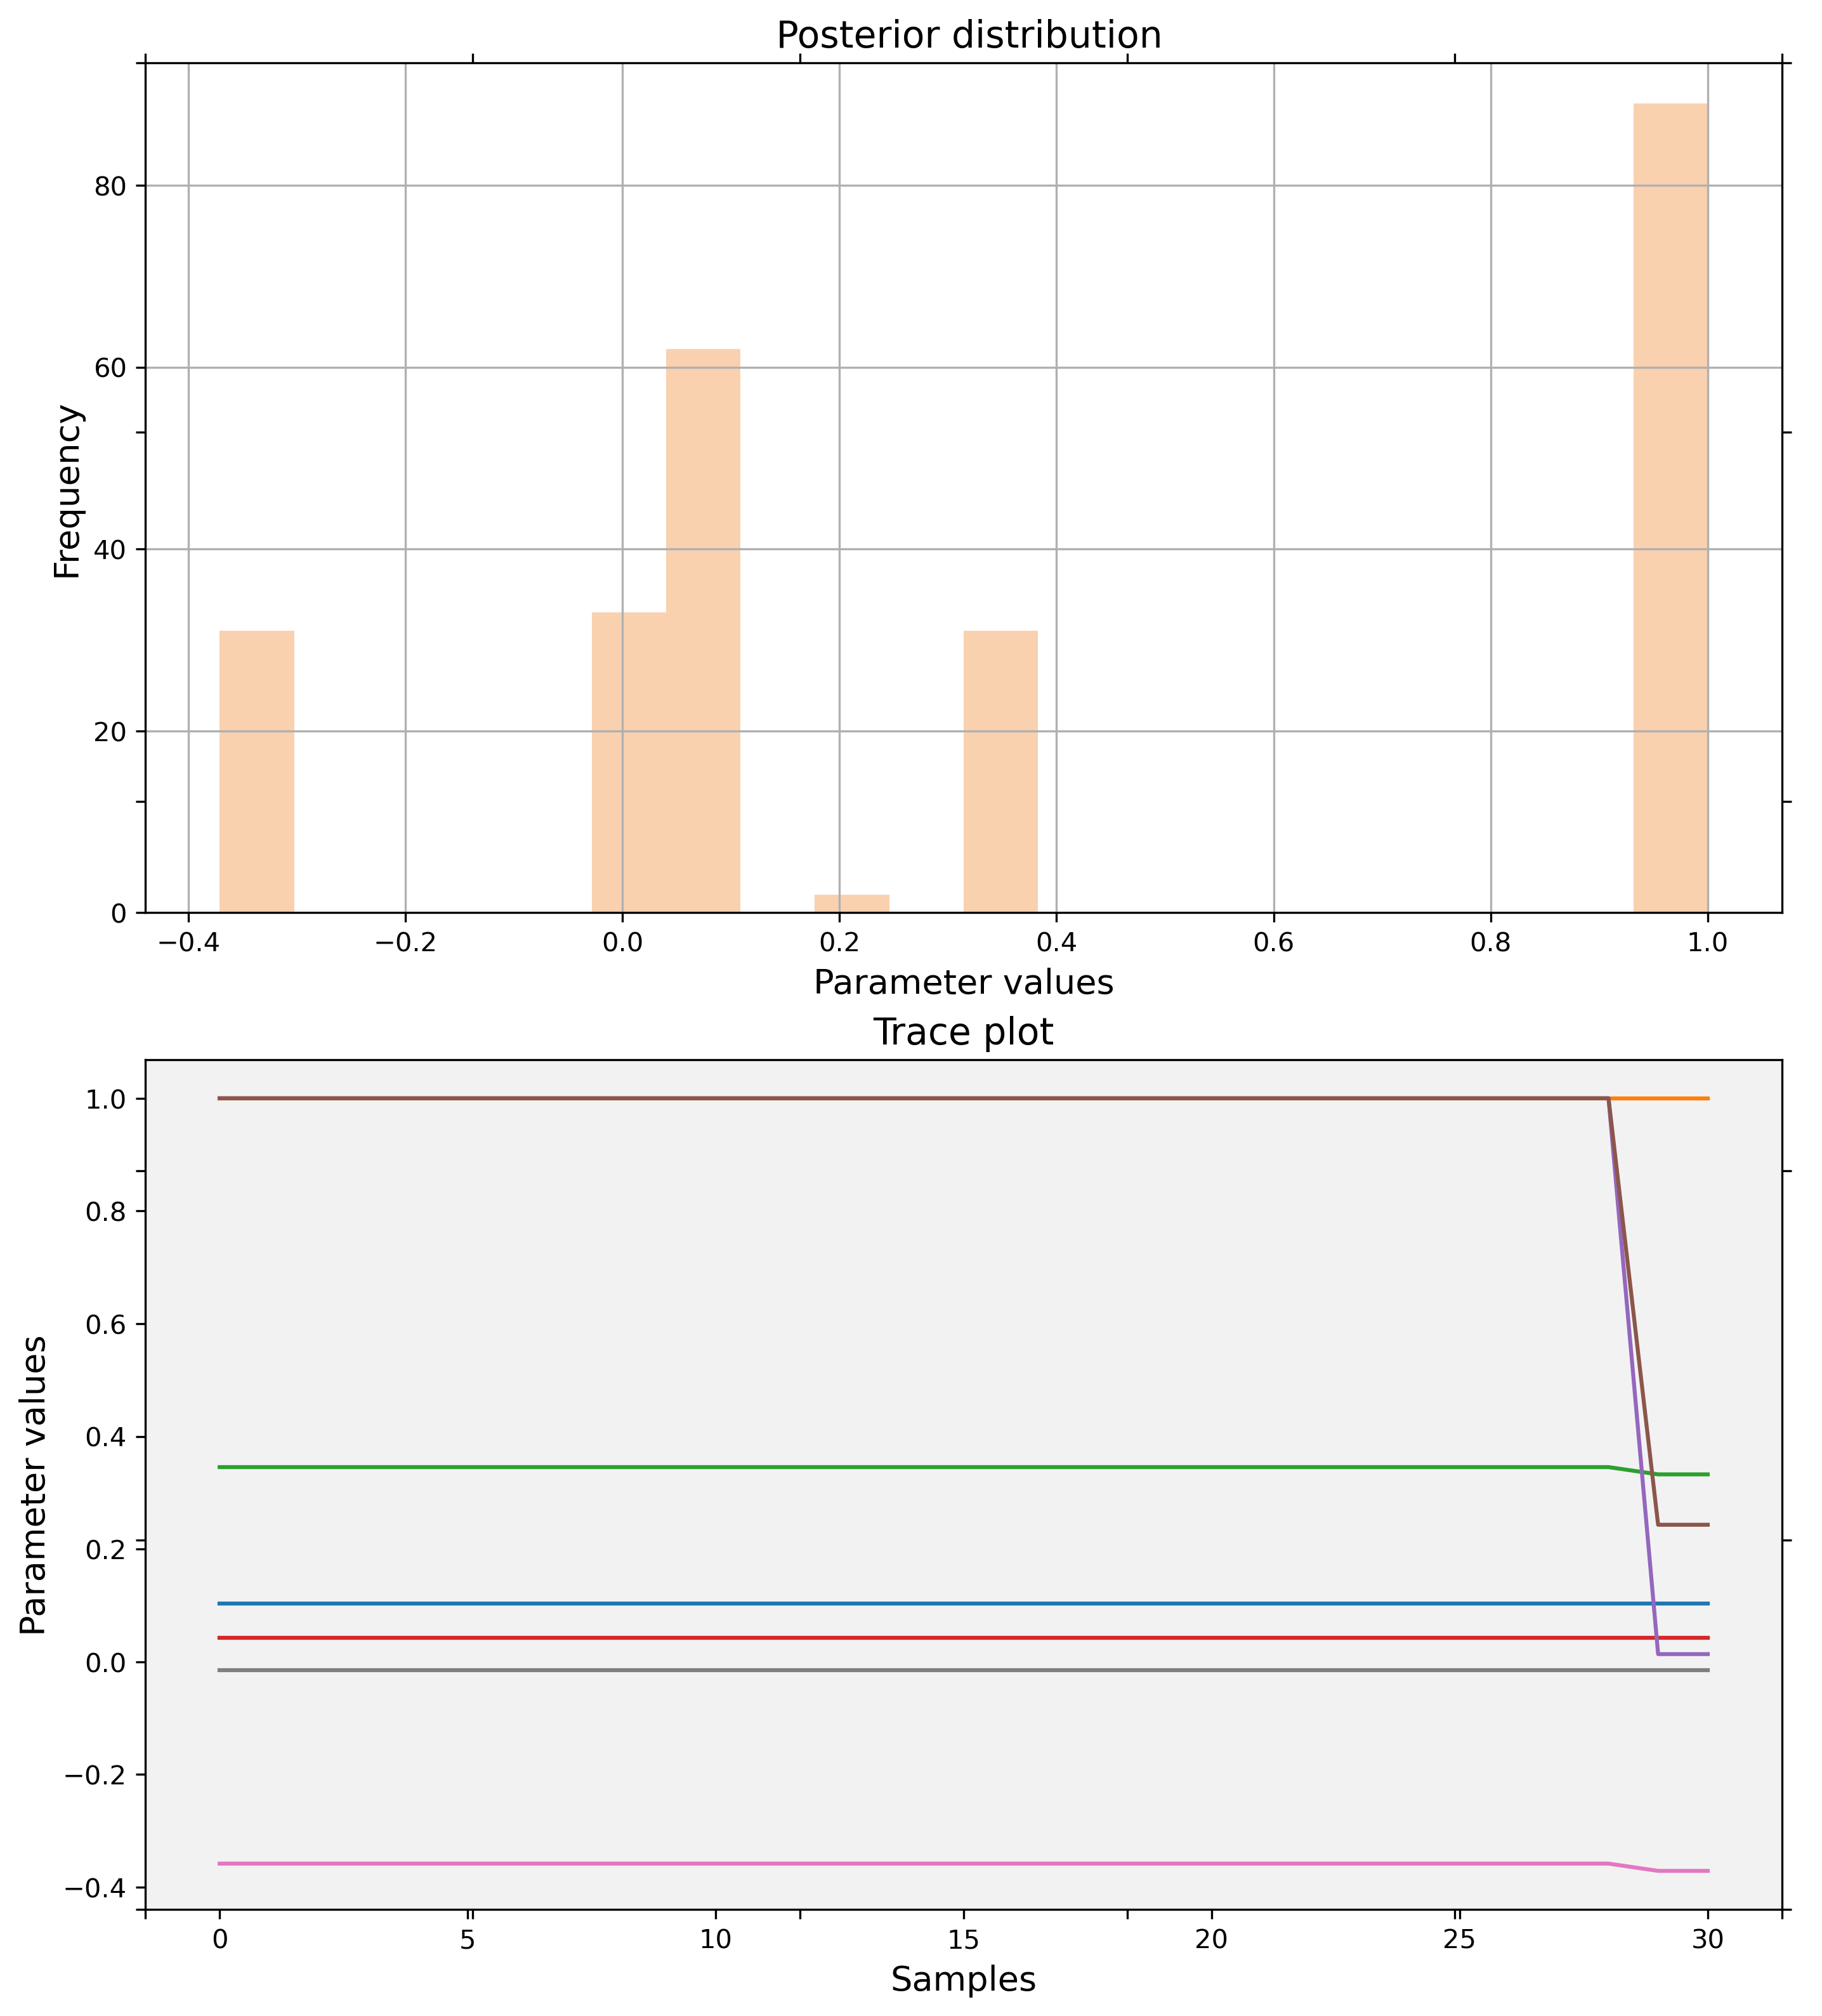 Posterior distribution
Frequency
80
60
40
20
0
−0.4 −0.2 0.0 0.2 0.4 0.6 0.8 1.0
Parameter values
Trace plot
Parameter values
1.0
0.8
0.6
0.4
0.2
0.0
−0.2
−0.4
0 5 10 15 20 25 30
Samples